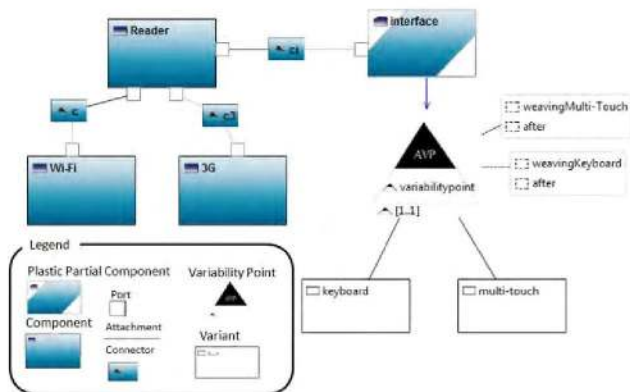 Reader
c1
interface
weavingMulti-Touch
after
c
c3
AVP
weavingKeyboard
after
Wi-Fi
3G
variabilitypoint
[1..1]
Legend
Plastic Partial Component
Variability Point
Port
Component
Attachment
Variant
Connector
keyboard
multi-touch